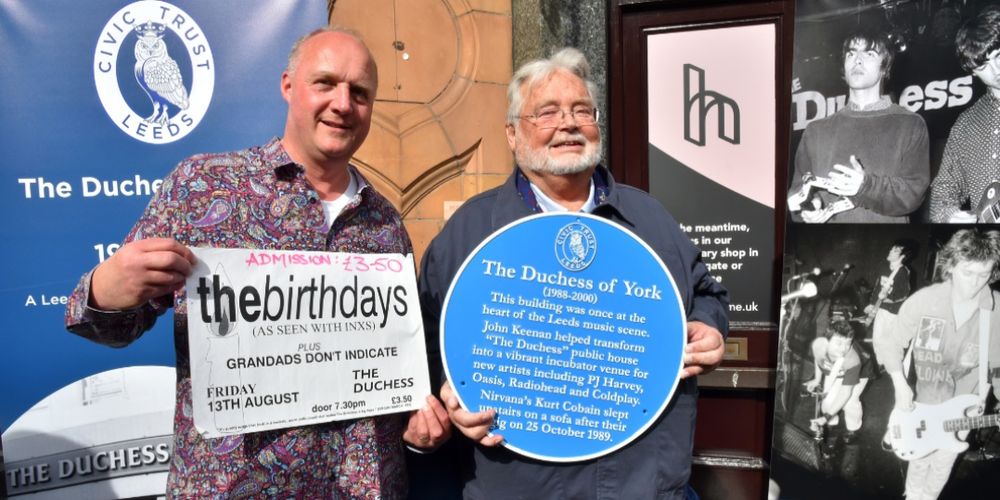 CIVIC TRUST
LEEDS
The Duche
19
A Lee
THE DUCHESS
ADMISSION: £3-50
thebirthdays
(AS SEEN WITH INXS)
PLUS
GRANDADS DON'T INDICATE
FRIDAY
13TH AUGUST
THE
DUCHESS
door 7.30pm
£3.50
CIVIC TRUST
LEEDS
The Duchess of York
(1988-2000)
This building was once at the
heart of the Leeds music scene.
John Keenan helped transform
"The Duchess" public house
into a vibrant incubator venue for
new artists including PJ Harvey,
Oasis, Radiohead and Coldplay.
Nirvana's Kurt Cobain slept
upstairs on a sofa after their
gig on 25 October 1989.
h
he meantime,
s in our
ary shop in
gate or
ne
me.uk
THE
Duchess